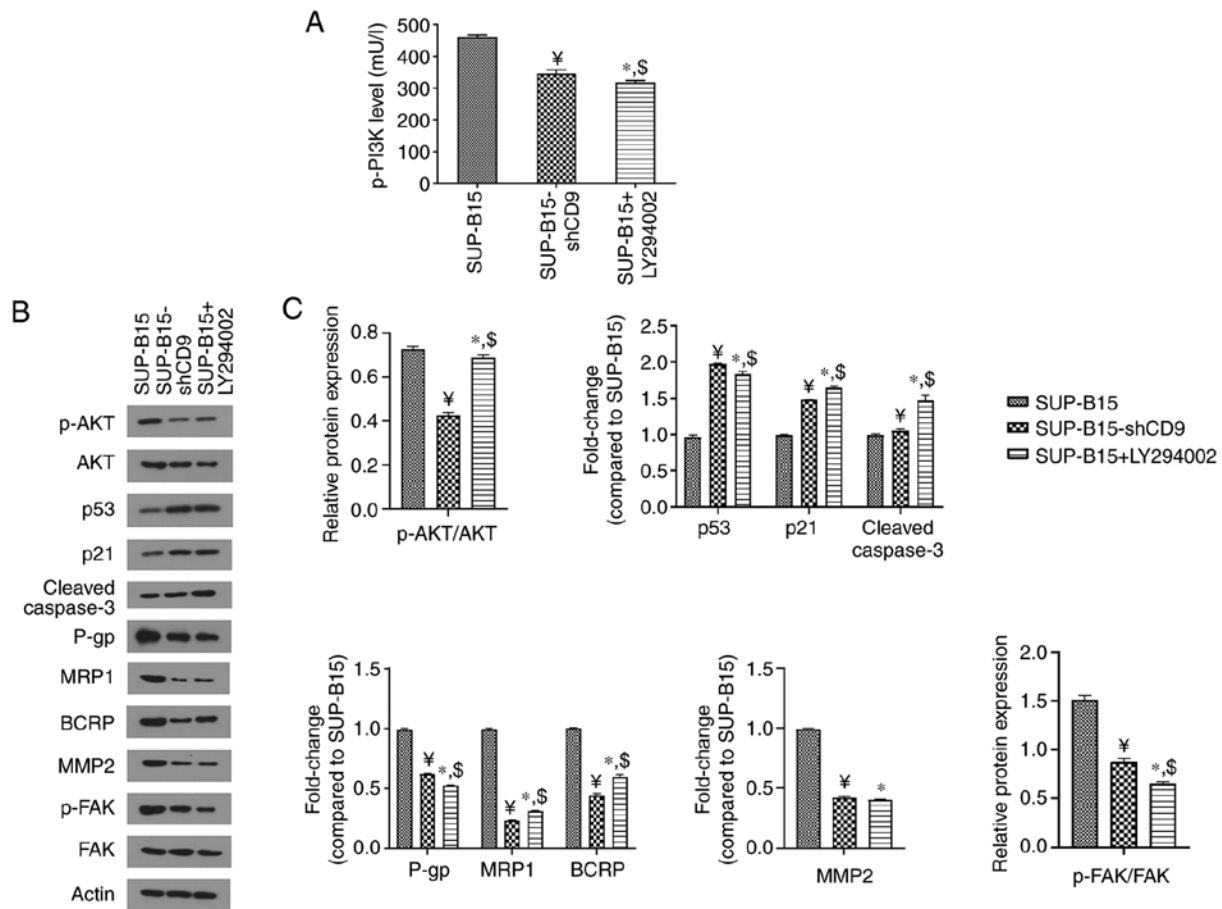 A
p-PI3K level (mU/l)
500
400
300
200
100
0
¥
*,$
SUP-B15
SUP-B15-
shCD9
SUP-B15+
LY294002
B
SUP-B15
SUP-B15-
shCD9
SUP-B15+
LY294002
p-AKT
AKT
p53
p21
Cleaved
caspase-3
P-gp
MRP1
BCRP
MMP2
p-FAK
FAK
Actin
C
Relative protein expression
0.8
0.6
0.4
0.2
0.0
¥
*,$
p-AKT/AKT
Fold-change
(compared to SUP-B15)
2.5
2.0
1.5
1.0
0.5
0.0
¥
*,$
¥
*,$
¥
*,$
p53
p21
Cleaved
caspase-3
SUP-B15
SUP-B15-shCD9
SUP-B15+LY294002
Fold-change
(compared to SUP-B15)
1.5
1.0
0.5
0.0
¥
*,$
¥
*,$
¥
*,$
P-gp
MRP1
BCRP
Fold-change
(compared to SUP-B15)
1.5
1.0
0.5
0.0
¥
*
MMP2
Relative protein expression
2.0
1.5
1.0
0.5
0.0
¥
*,$
p-FAK/FAK